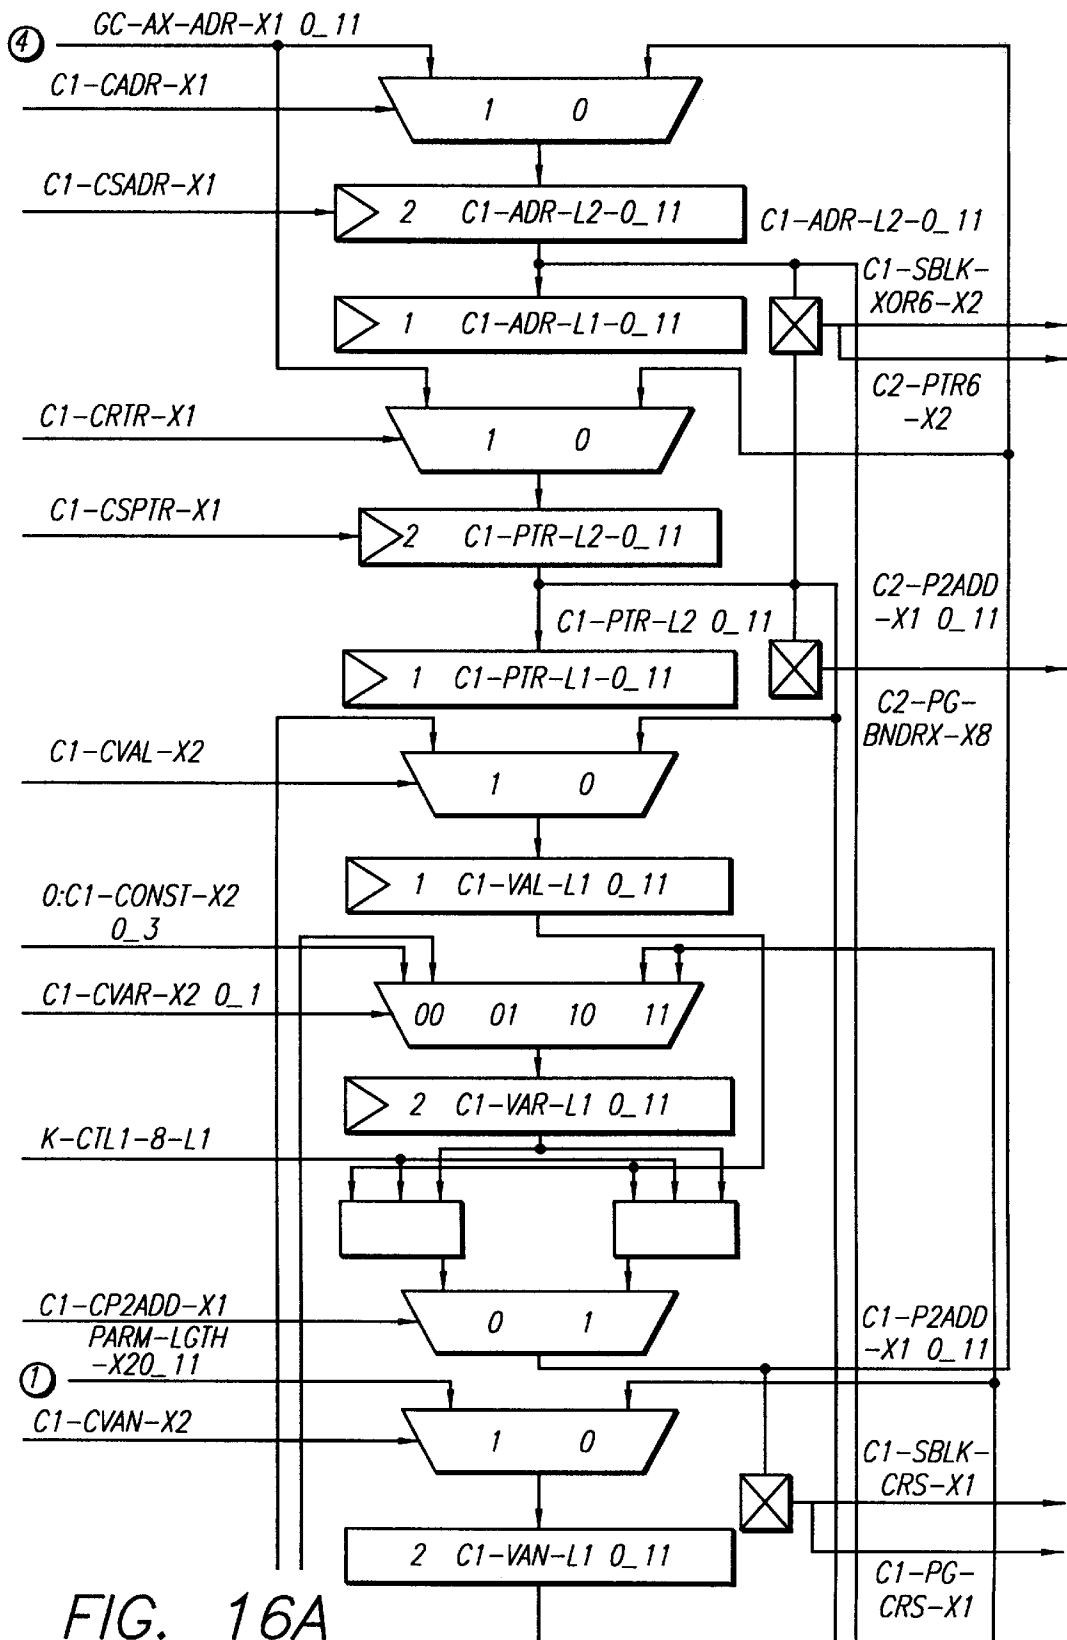 GC-AX-ADR-X1 0_11
4
C1-CADR-X1
1 0
C1-CSADR-X1
2 C1-ADR-L2-0_11
C1-ADR-L2-0_11
C1-SBLK-
XOR6-X2
1 C1-ADR-L1-0_11
C2-PTR6
-X2
C1-CRTR-X1
1 0
C1-CSPTR-X1
2 C1-PTR-L2-0_11
C2-P2ADD
-X1 0_11
C1-PTR-L2 0_11
1 C1-PTR-L1-0_11
C2-PG-
BNDRX-X8
C1-CVAL-X2
1 0
1 C1-VAL-L1 0_11
0:C1-CONST-X2
0_3
C1-CVAR-X2 0_1
00 01 10 11
2 C1-VAR-L1 0_11
K-CTL1-8-L1
C1-CP2ADD-X1
0 1
C1-P2ADD
-X1 0_11
PARM-LGTH
-X20_11
1
C1-CVAN-X2
1 0
C1-SBLK-
CRS-X1
2 C1-VAN-L1 0_11
C1-PG-
CRS-X1
FIG. 16A